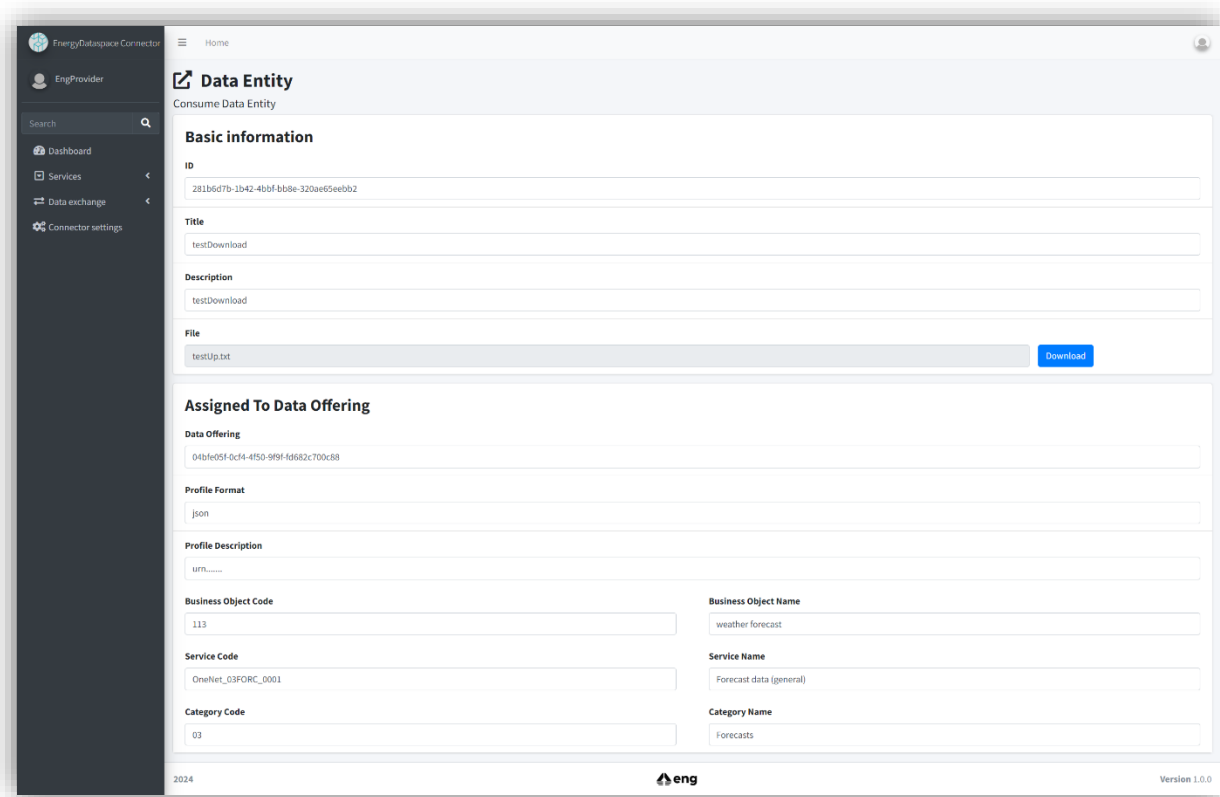 EnergyDataspace Connector
Home
EngProvider
Search
Dashboard
Services
Data exchange
Connector settings
Data Entity
Consume Data Entity
Basic information
ID
281b6d7b-1b42-4bbf-bb8e-320ae65eebb2
Title
testDownload
Description
testDownload
File
testUp.txt
Download
Assigned To Data Offering
Data Offering
04bfe05f-0cf4-4f50-9f9f-fd682c700c88
Profile Format
json
Profile Description
urn.......
Business Object Code
Business Object Name
113
weather forecast
Service Code
Service Name
OneNet_03FORC_0001
Forecast data (general)
Category Code
Category Name
03
Forecasts
2024
eng
Version 1.0.0